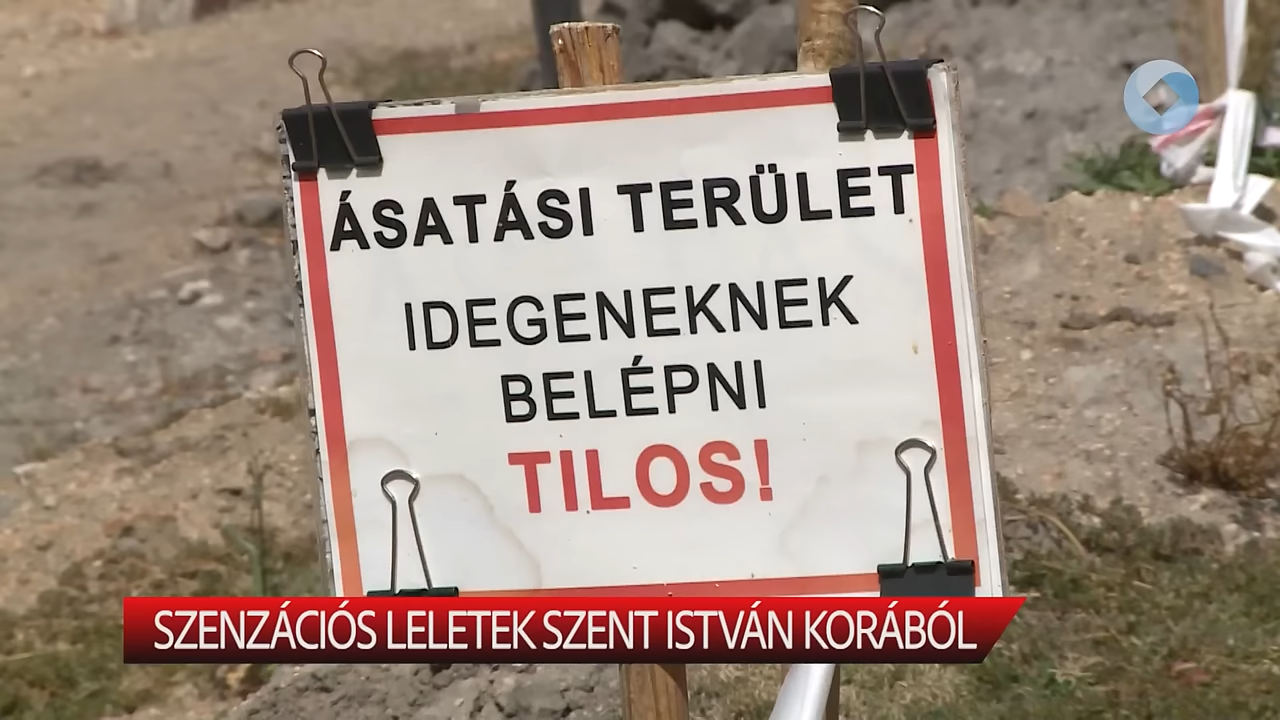 ÁSATÁSI TERÜLET
IDEGENEKNEK
BELÉPNI
TILOS!
SZENZÁCIÓS LELETEK SZENT ISTVÁN KORÁBÓL